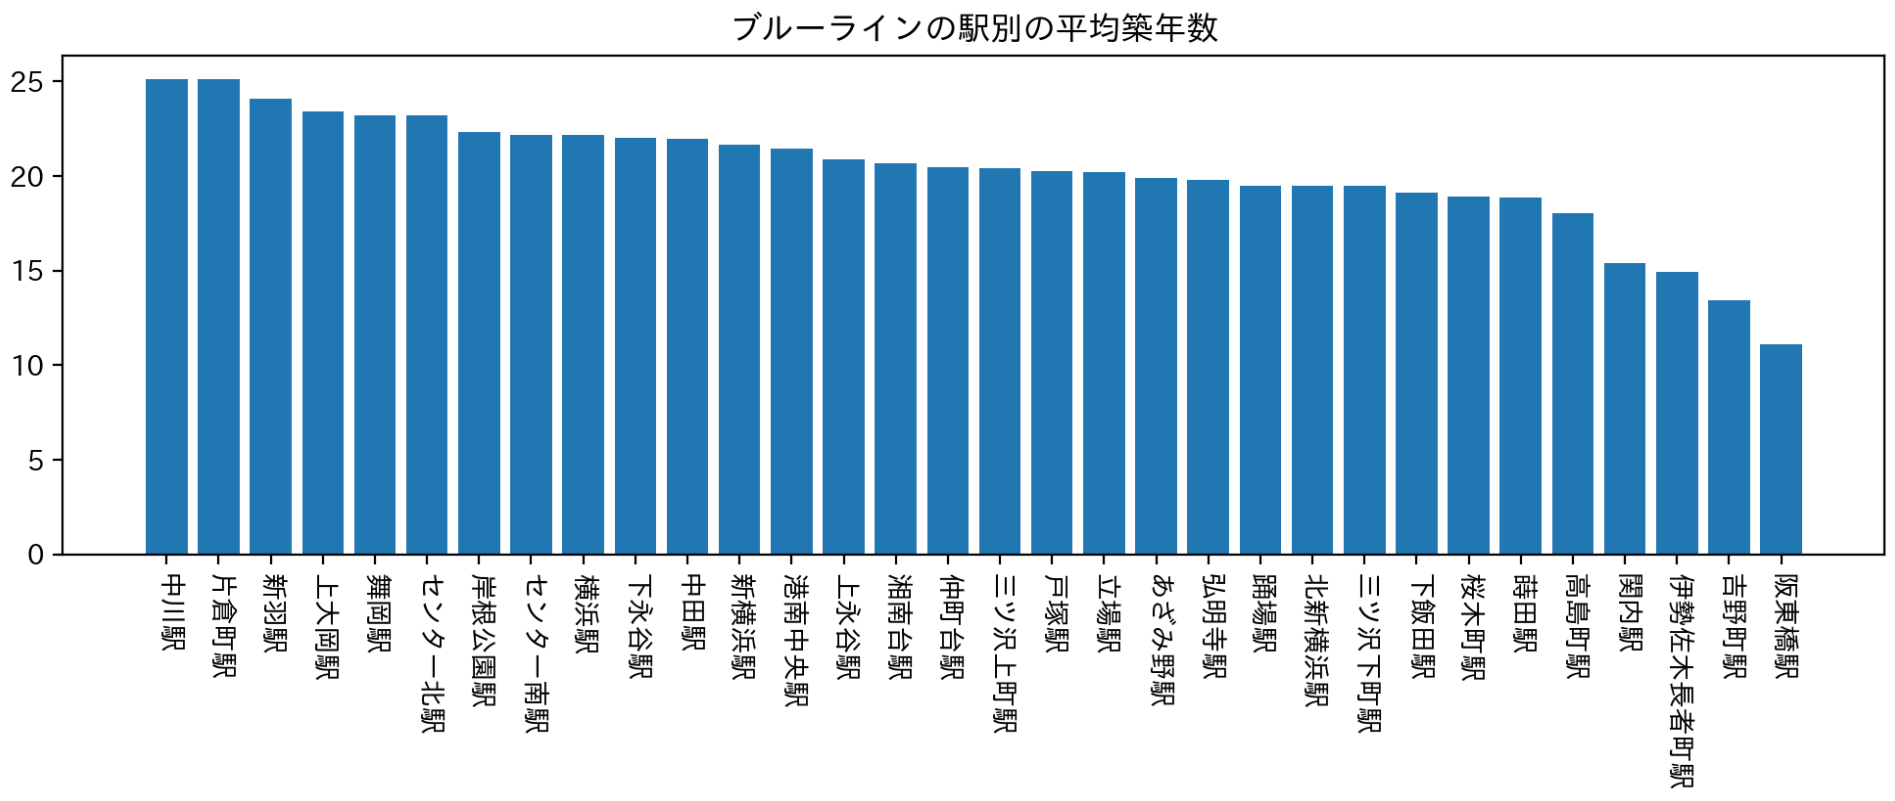 ブルーラインの駅別の平均築年数
25
20
15
10
5
0
中川駅
片倉町駅
新羽駅
上大岡駅
舞岡駅
センター北駅
岸根公園駅
センター南駅
横浜駅
下永谷駅
中田駅
新横浜駅
港南中央駅
上永谷駅
湘南台駅
仲町台駅
三ツ沢上町駅
戸塚駅
立場駅
あざみ野駅
弘明寺駅
踊場駅
北新横浜駅
三ツ沢下町駅
下飯田駅
桜木町駅
蒔田駅
高島町駅
関内駅
伊勢佐木長者町駅
吉野町駅
阪東橋駅